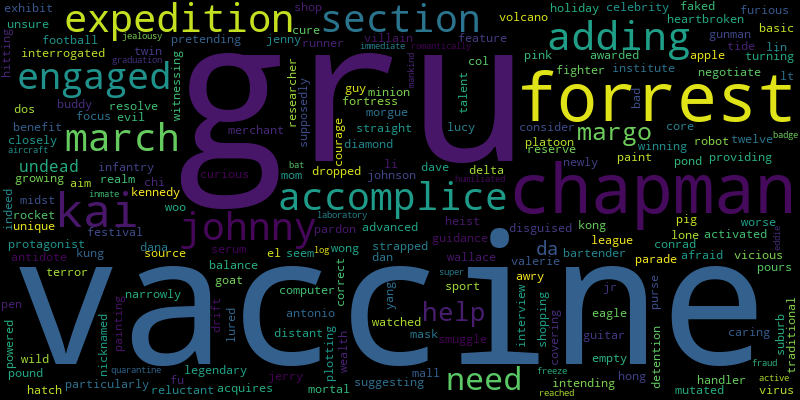 exhibit shop volcano holiday celebrity faked furious
unsure expedition cure section heartbroken basic
hitting football jealousy pretending jenny runner villain feature adding gunman
interrogated graduation twin immediate romantically pink awarded apple tide lin
witnessing researcher supposedly col fighter institute negotiate turning
engaged gru guy minion mankind talent bad lt
dos buddy resolve fortress forrest
focus evil morgue consider margo core badge
benefit march merchant courage straight lucy platoon winning robot twelve
closely diamond reserve paint pond providing
aircraft infantry bat dropped li dave delta newly
undead curious mom johnson humiliated
growing aim realm chi
inmate kennedy accomplice chapman
midst woo laboratory
indeed rocket kai johnny heist advanced disguised kong pig worse
unique festival pardon league lone activated eddie
protagonist dana serum log wong guidance da conrad
antidote kung source el seem strapped wallace valerie bartender afraid vicious
terror balance dan awry parade pours
goat correct super sport jr purse
pen narrowly computer yang interview shopping
vaccine
painting drift lured antonio help eagle caring traditional
powered nicknamed watched mask covering guitar suburb
wild distant plotting wealth smuggle empty detention
pound quarantine legendary mall freeze hong fraud
particularly fu jerry suggesting need handler active
hatch reluctant acquires mortal reached intending mutated virus